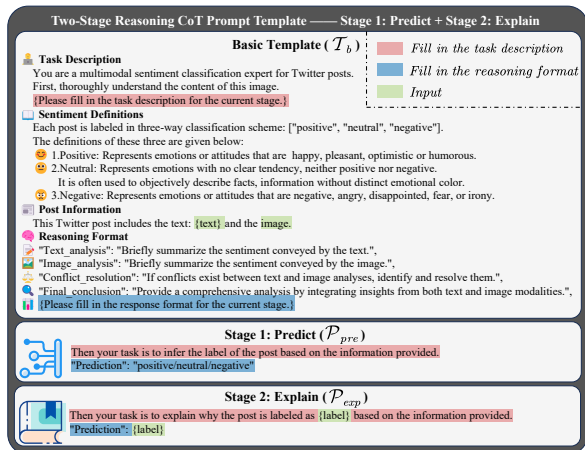 Two-Stage Reasoning CoT Prompt Template —— Stage 1: Predict + Stage 2: Explain
Basic Template ( 𝒯b )
Fill in the task description
Fill in the reasoning format
Input
Task Description
You are a multimodal sentiment classification expert for Twitter posts.
First, thoroughly understand the content of this image.
{Please fill in the task description for the current stage.}
Sentiment Definitions
Each post is labeled in three-way classification scheme: ["positive", "neutral", "negative"].
The definitions of these three are given below:
1.Positive: Represents emotions or attitudes that are happy, pleasant, optimistic or humorous.
2.Neutral: Represents emotions with no clear tendency, neither positive nor negative.
It is often used to objectively describe facts, information without distinct emotional color.
3.Negative: Represents emotions or attitudes that are negative, angry, disappointed, fear, or irony.
Post Information
This Twitter post includes the text: {text} and the image.
Reasoning Format
"Text_analysis": "Briefly summarize the sentiment conveyed by the text.",
"Image_analysis": "Briefly summarize the sentiment conveyed by the image.",
"Conflict_resolution": "If conflicts exist between text and image analyses, identify and resolve them."
"Final_conclusion": "Provide a comprehensive analysis by integrating insights from both text and image modalities.",
{Please fill in the response format for the current stage.}
Stage 1: Predict ( 𝒫pre )
Then your task is to infer the label of the post based on the information provided.
"Prediction": "positive/neutral/negative"
Stage 2: Explain ( 𝒫exp )
Then your task is to explain why the post is labeled as {label} based on the information provided.
"Prediction": {label}